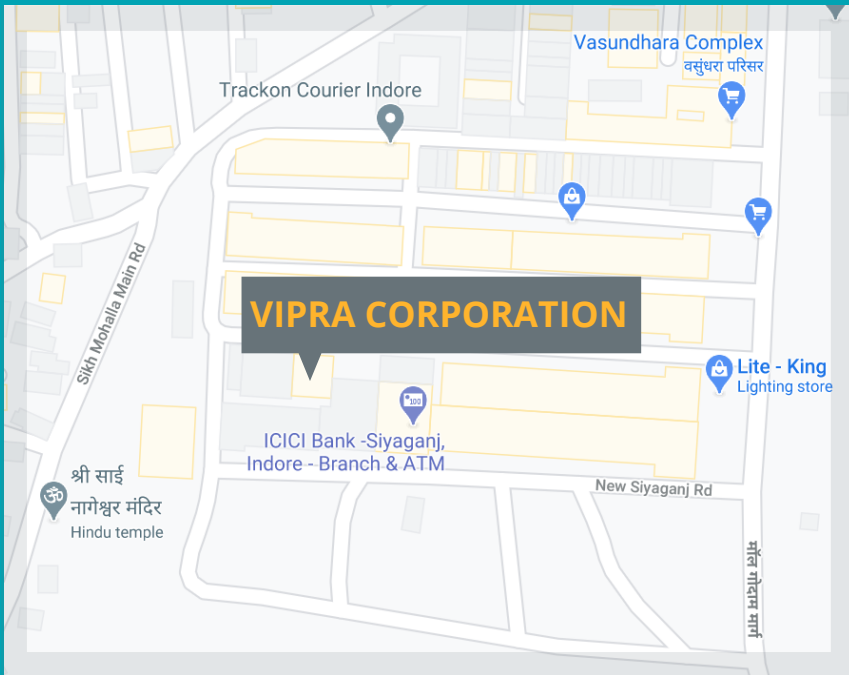 Vasundhara Complex
वसुंधरा परिसर
Trackon Courier Indore
Sikh Mohalla Main Rd
VIPRA CORPORATION
Lite - King
Lighting store
100
ICICI Bank -Siyaganj,
Indore - Branch & ATM
श्री साई
नागेश्वर मंदिर
Hindu temple
ॐ
New Siyaganj Rd
मॉल गोदाम मार्ग